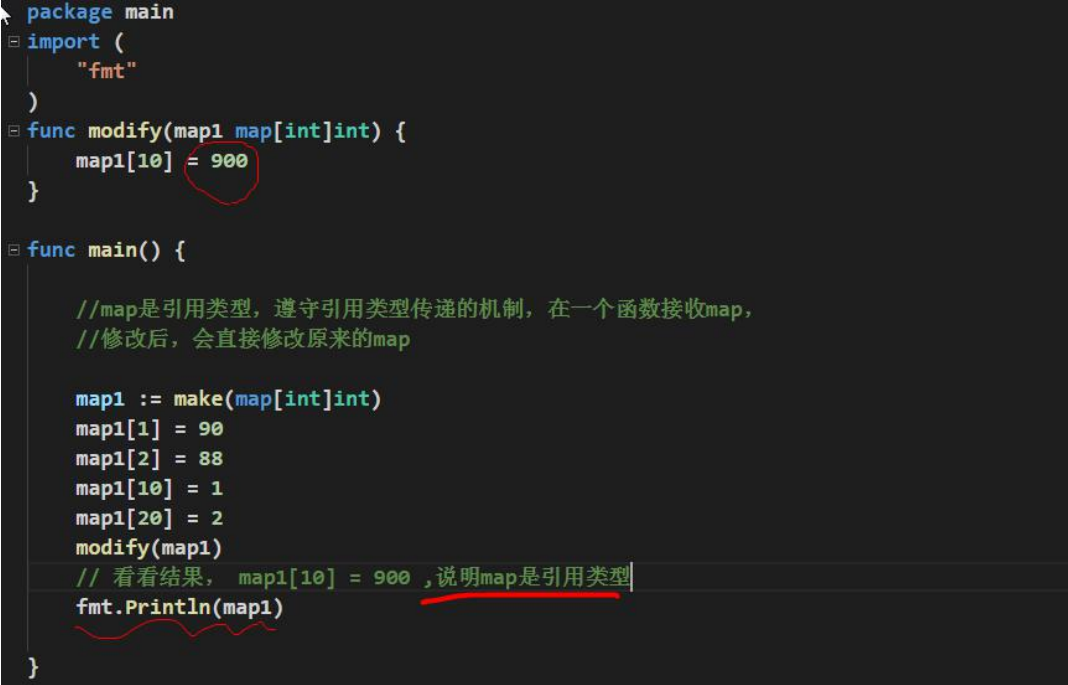 package main
import (
"fmt"
)
func modify(map1 map[int]int) {
map1[10] = 900
}
func main() {
//map是引用类型，遵守引用类型传递的机制，在一个函数接收map，
//修改后，会直接修改原来的map
map1 := make(map[int]int)
map1[1] = 90
map1[2] = 88
map1[10] = 1
map1[20] = 2
modify(map1)
// 看看结果， map1[10] = 900 ,说明map是引用类型
fmt.Println(map1)
}